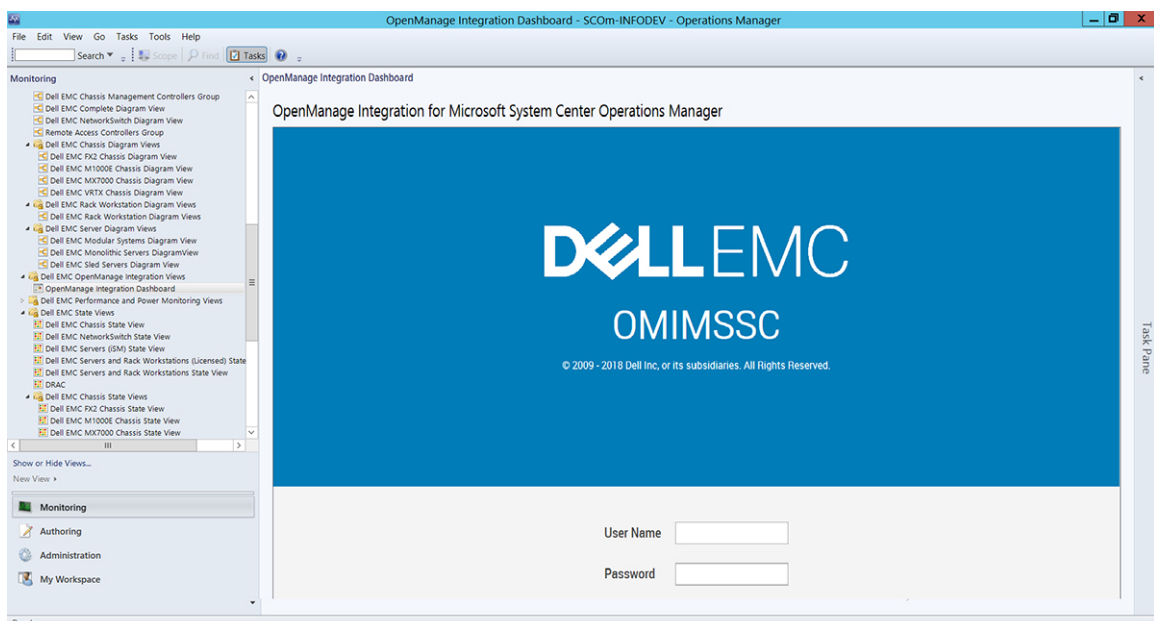 OpenManage Integration Dashboard - SCOm-INFODEV - Operations Manager
File Edit View Go Tasks Tools Help
Search Scope Find Tasks
Monitoring
Dell EMC Chassis Management Controllers Group
Dell EMC Complete Diagram View
Dell EMC NetworkSwitch Diagram View
Remote Access Controllers Group
Dell EMC Chassis Diagram Views
Dell EMC FX2 Chassis Diagram View
Dell EMC M1000E Chassis Diagram View
Dell EMC MX7000 Chassis Diagram View
Dell EMC VRTX Chassis Diagram View
Dell EMC Rack Workstation Diagram Views
Dell EMC Rack Workstation Diagram Views
Dell EMC Server Diagram Views
Dell EMC Modular Systems Diagram View
Dell EMC Monolithic Servers DiagramView
Dell EMC Sled Servers Diagram View
Dell EMC OpenManage Integration Views
OpenManage Integration Dashboard
Dell EMC Performance and Power Monitoring Views
Dell EMC State Views
Dell EMC Chassis State View
Dell EMC NetworkSwitch State View
Dell EMC Servers (iSM) State View
Dell EMC Servers and Rack Workstations (Licensed) State
Dell EMC Servers and Rack Workstations State View
DRAC
Dell EMC Chassis State Views
Dell EMC FX2 Chassis State View
Dell EMC M1000E Chassis State View
Dell EMC MX7000 Chassis State View
Show or Hide Views...
New View
Monitoring
Authoring
Administration
My Workspace
OpenManage Integration Dashboard
OpenManage Integration for Microsoft System Center Operations Manager
DELLEMC
OMIMSSC
© 2009 - 2018 Dell Inc, or its subsidiaries. All Rights Reserved.
User Name
Password
Task Pane